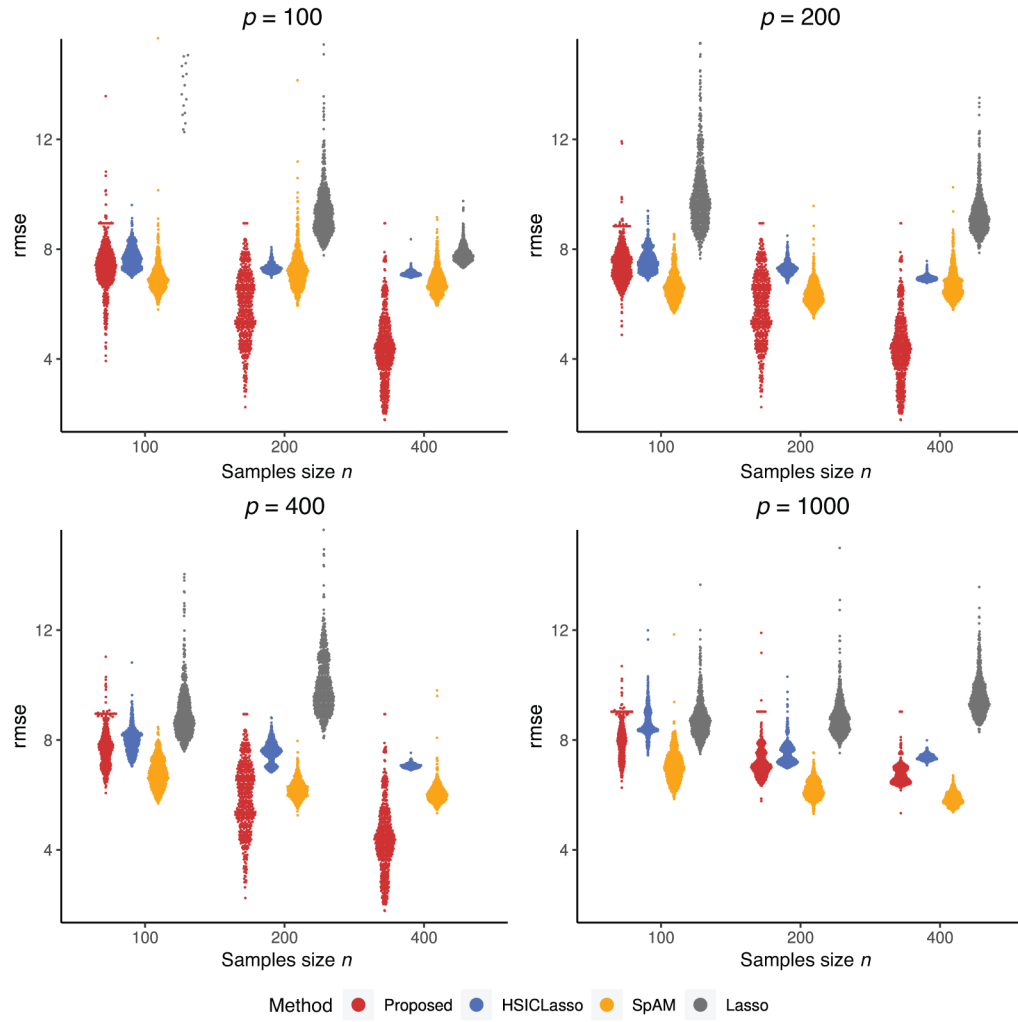 p = 100
12
8
4
rmse
100
200
400
Samples size n
p = 200
12
8
4
rmse
100
200
400
Samples size n
p = 400
12
8
4
rmse
100
200
400
Samples size n
p = 1000
12
8
4
rmse
100
200
400
Samples size n
Method Proposed HSICLasso SpAM Lasso